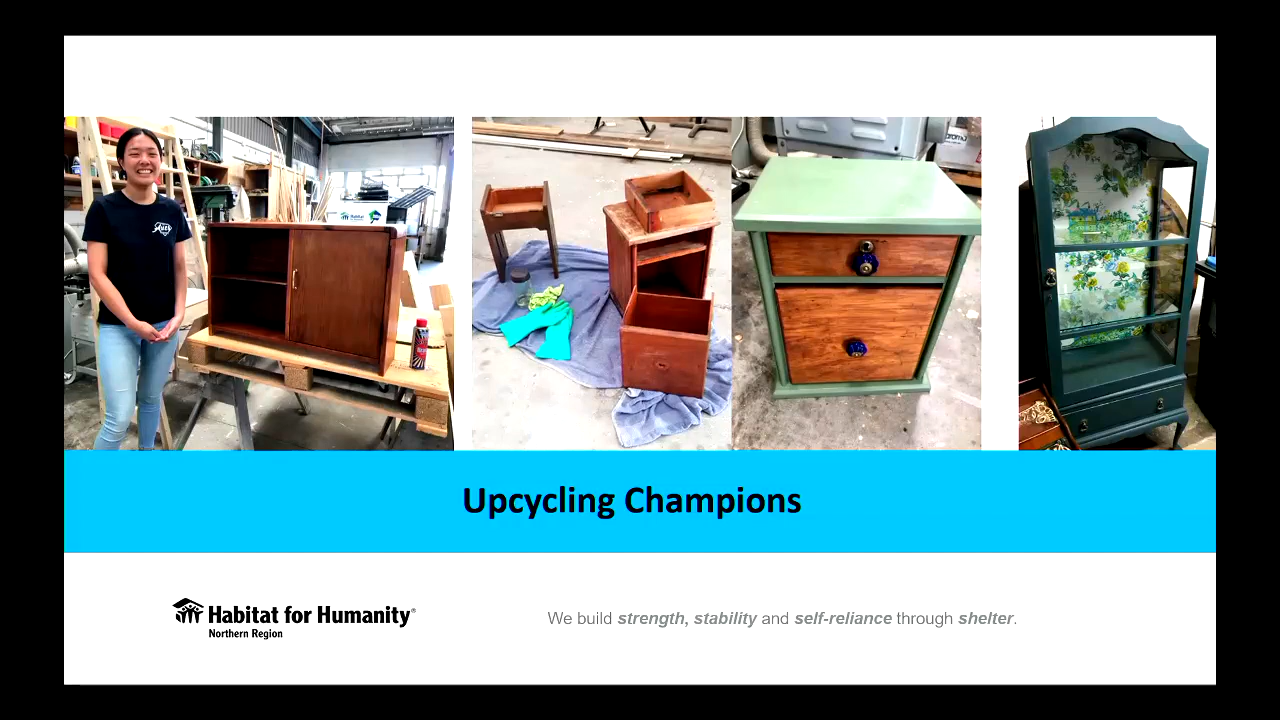 Upcycling Champions
Habitat for Humanity®
Northern Region
We build strength, stability and self-reliance through shelter.